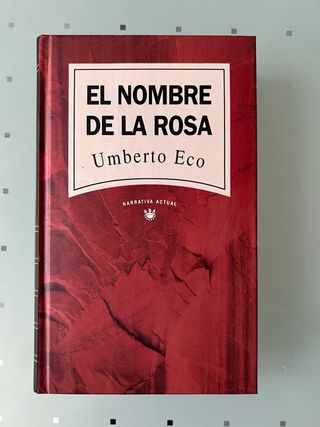 EL NOMBRE
DE LA ROSA
Umberto Eco
NARRATIVA ACTUAL